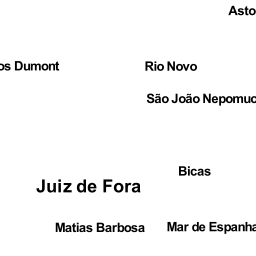 Asto
os Dumont
Rio Novo
São João Nepomuc
Bicas
Juiz de Fora
Matias Barbosa
Mar de Espanha